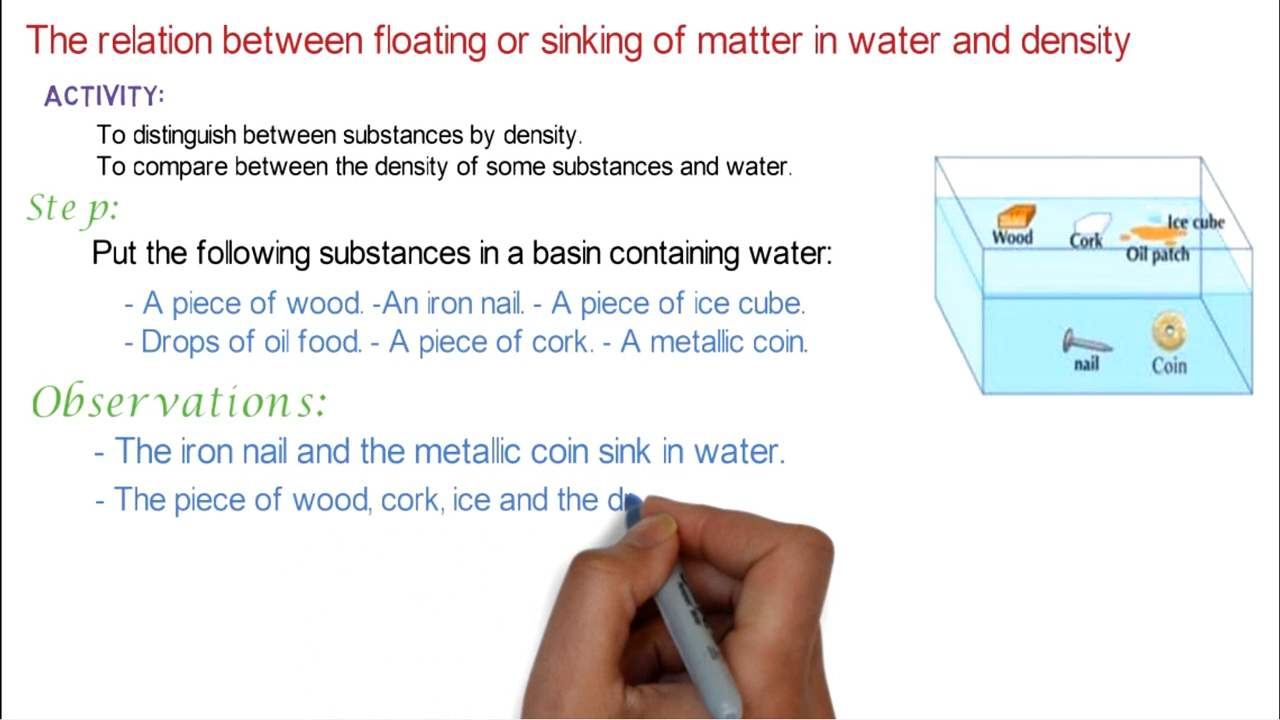 The relation between floating or sinking of matter in water and density
ACTIVITY:
To distinguish between substances by density.
To compare between the density of some substances and water.
Step:
Put the following substances in a basin containing water:
- A piece of wood. -An iron nail. - A piece of ice cube.
- Drops of oil food. - A piece of cork. - A metallic coin.
Observations:
- The iron nail and the metallic coin sink in water.
- The piece of wood, cork, ice and the
Wood
Cork
Ice cube
Oil patch
nail
Coin